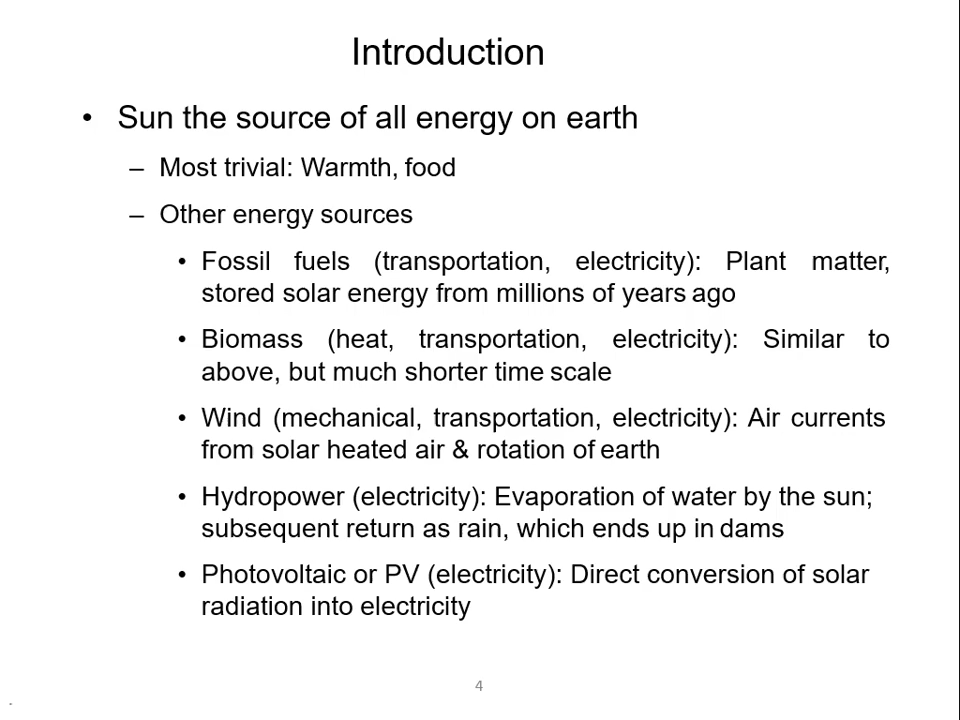 Introduction
• Sun the source of all energy on earth
– Most trivial: Warmth, food
– Other energy sources
• Fossil fuels (transportation, electricity): Plant matter,
stored solar energy from millions of years ago
• Biomass (heat, transportation, electricity): Similar to
above, but much shorter time scale
• Wind (mechanical, transportation, electricity): Air currents
from solar heated air & rotation of earth
• Hydropower (electricity): Evaporation of water by the sun;
subsequent return as rain, which ends up in dams
• Photovoltaic or PV (electricity): Direct conversion of solar
radiation into electricity
4